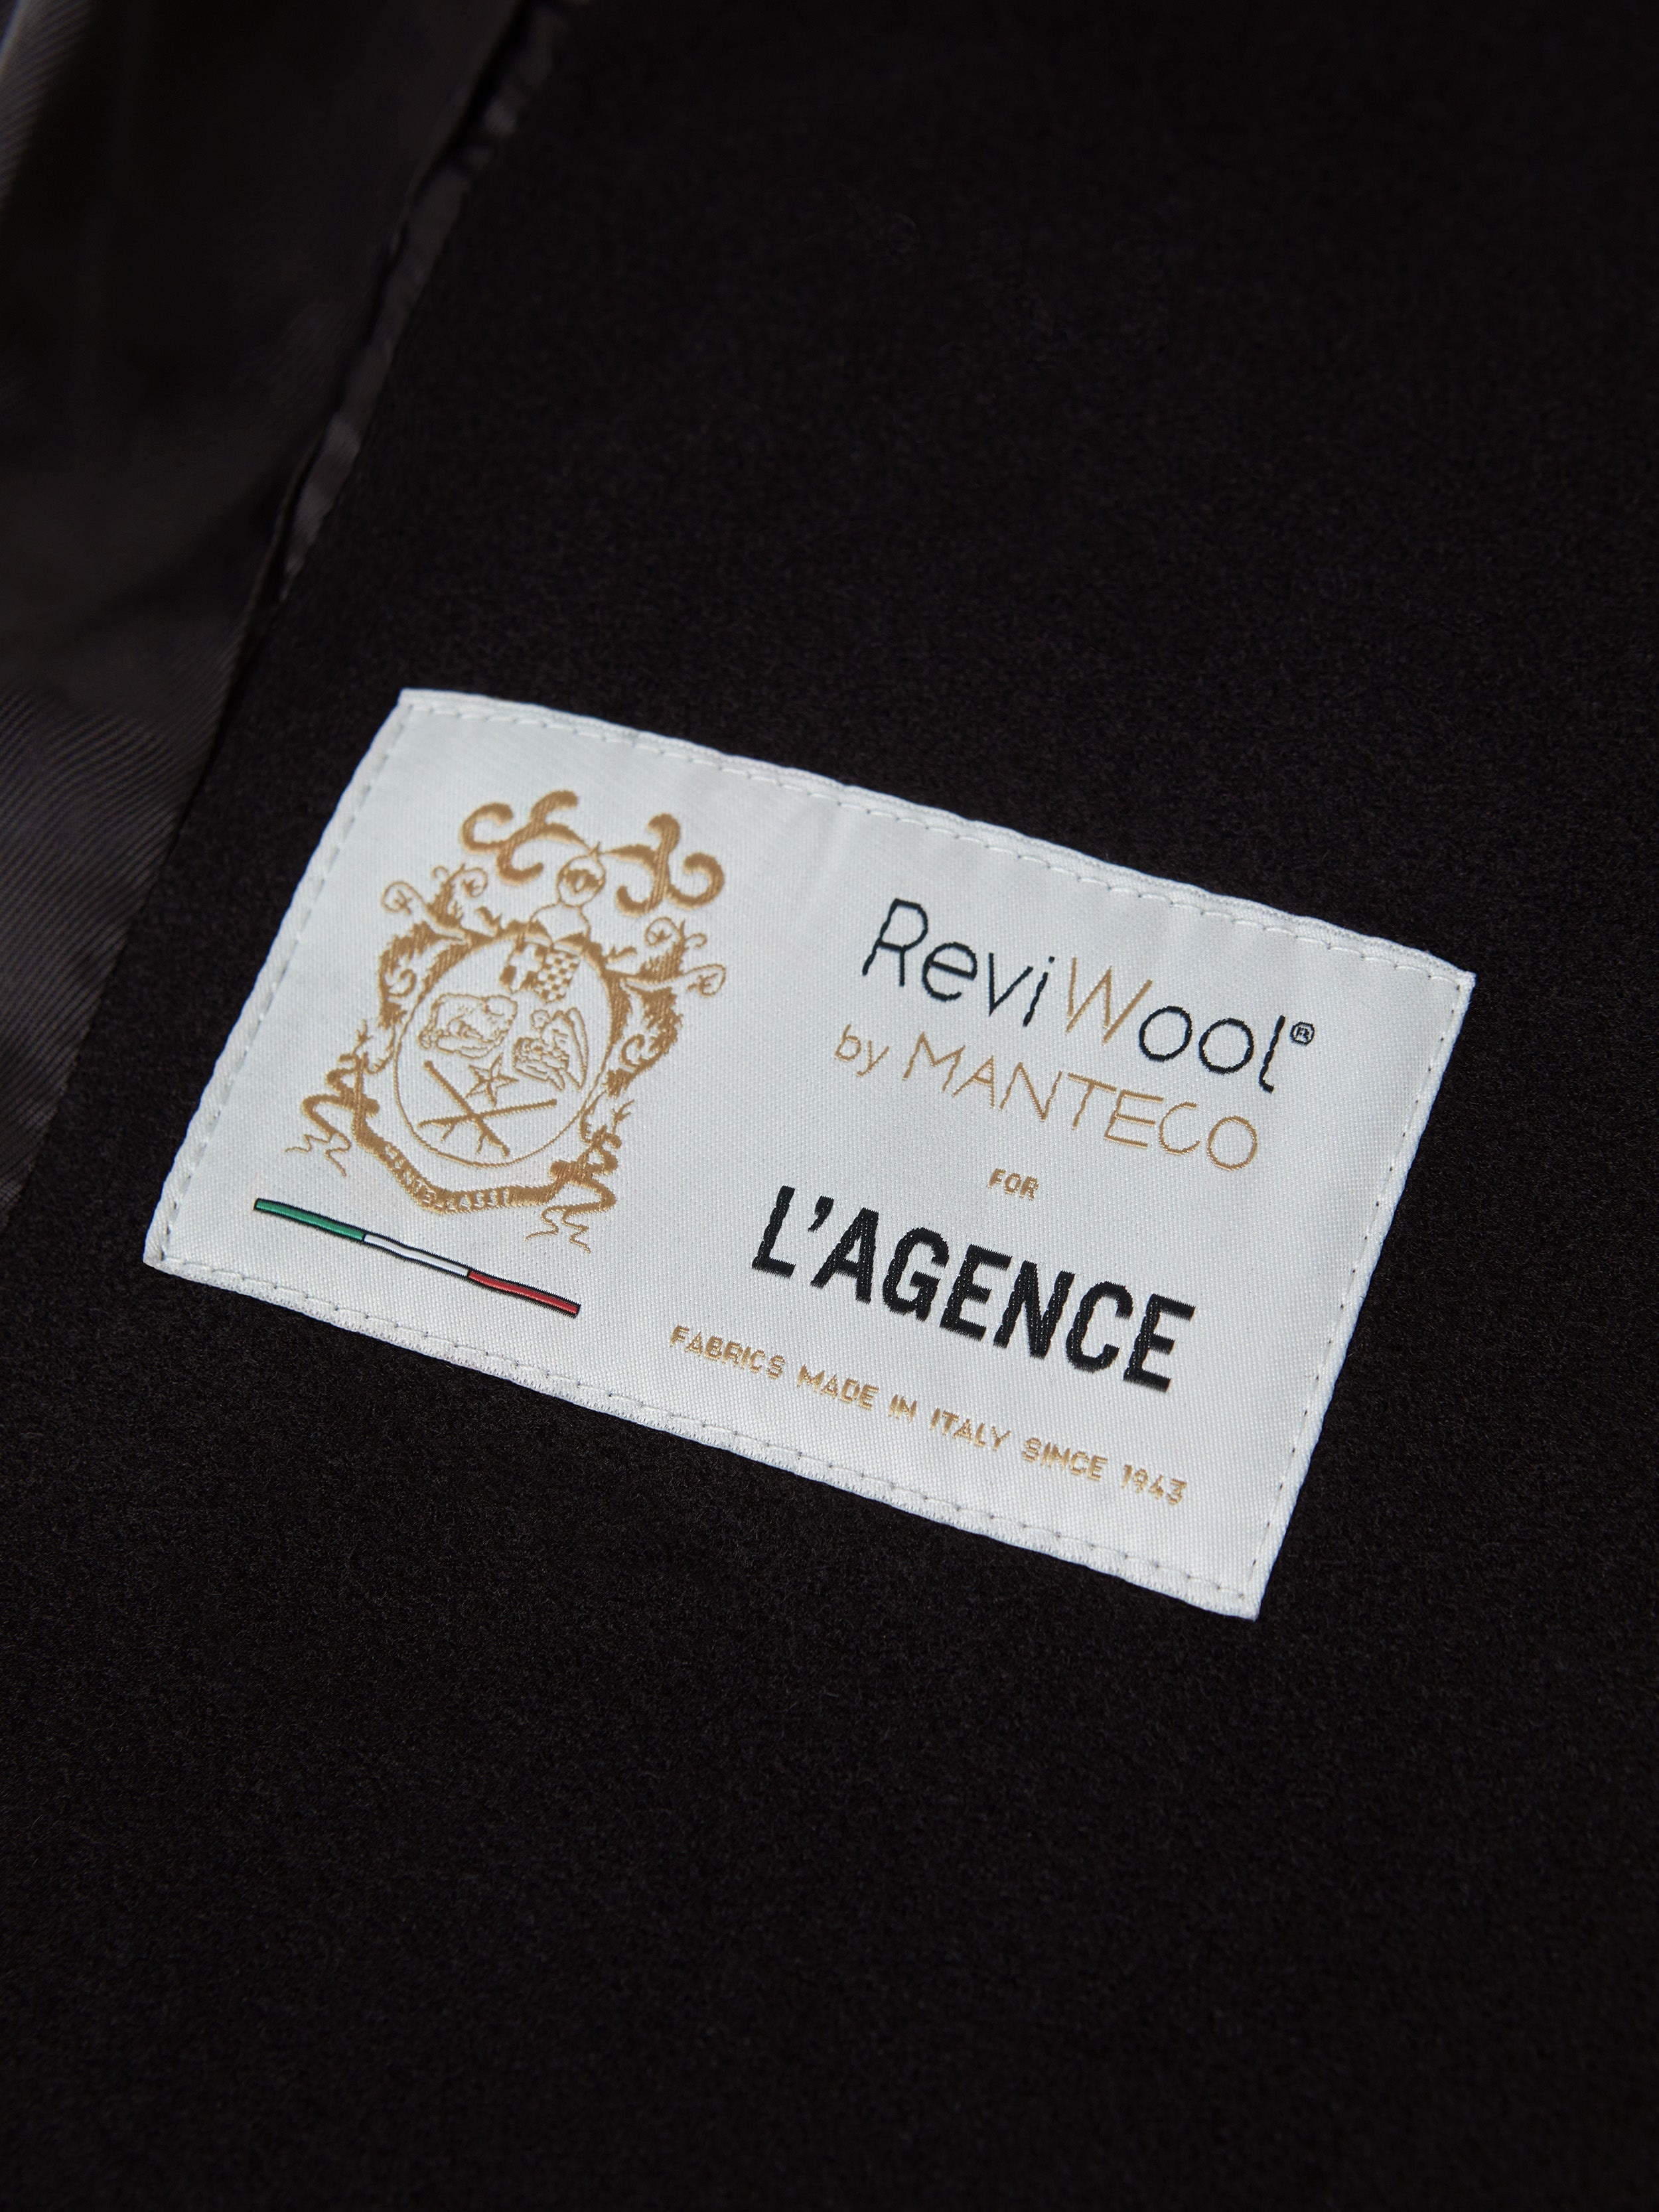 ReviWool®
by MANTECO
FOR
L'AGENCE
FABRICS MADE IN ITALY SINCE 1943